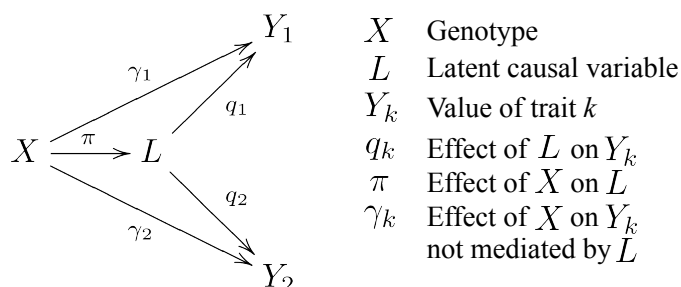 Y₁
γ₁
q₁
X π L
q₂
γ₂
Y₂
X Genotype
L Latent causal variable
Yₖ Value of trait k
qₖ Effect of L on Yₖ
π Effect of X on L
γₖ Effect of X on Yₖ
not mediated by L